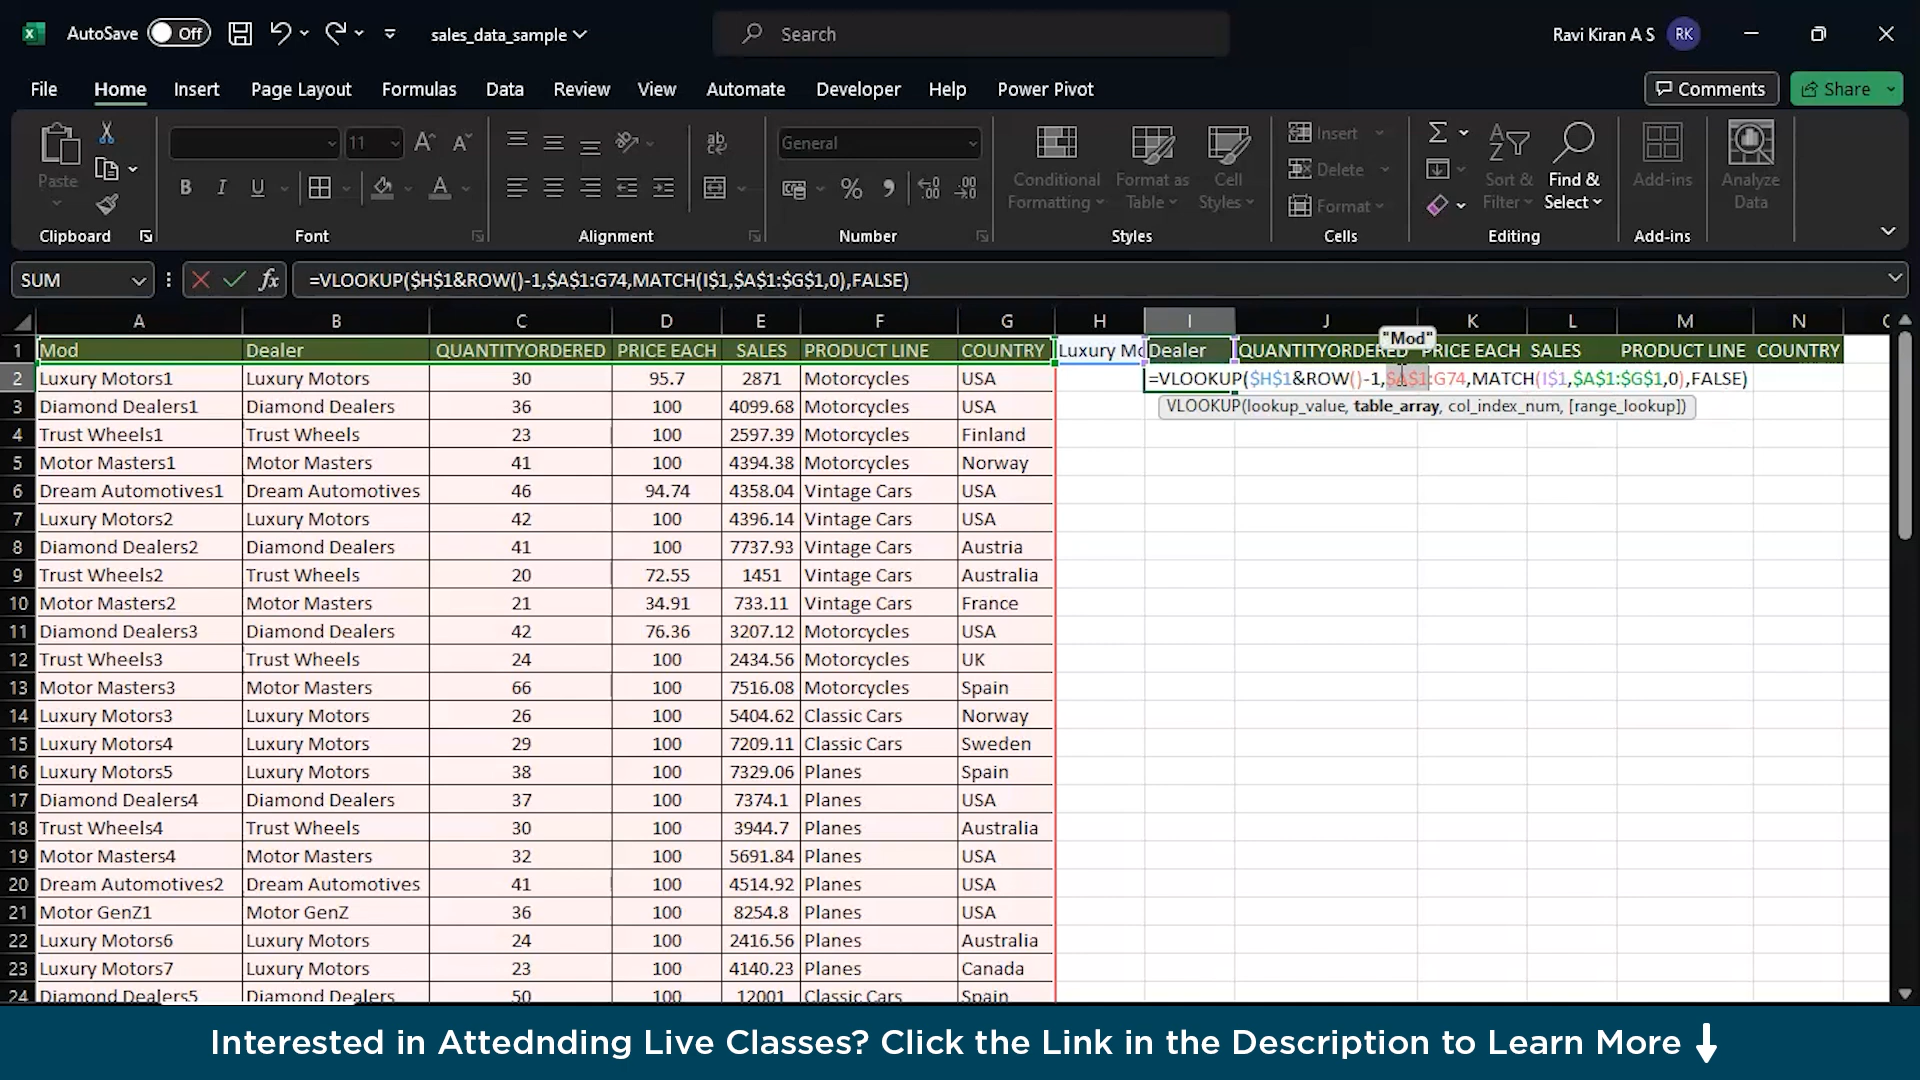 AutoSave Off sales_data_sample Search Ravi Kiran A S RK
File Home Insert Page Layout Formulas Data Review View Automate Developer Help Power Pivot Comments Share
Paste 11 A A ab General Conditional Formatting Format as Table Cell Styles Insert Delete Format Sort & Filter Find & Select Add-ins Analyze Data
B I U A % .00
Clipboard Font Alignment Number Styles Cells Editing Add-ins
SUM fx =VLOOKUP($H$1&ROW()-1,$A$1:G74,MATCH(I$1,$A$1:$G$1,0),FALSE)
A B C D E F G H I J K L M N
"Mod"
1 Mod Dealer QUANTITYORDERED PRICE EACH SALES PRODUCT LINE COUNTRY Luxury Mo Dealer QUANTITYORDERED PRICE EACH SALES PRODUCT LINE COUNTRY
2 Luxury Motors1 Luxury Motors 30 95.7 2871 Motorcycles USA =VLOOKUP($H$1&ROW()-1,$A$1:G74,MATCH(I$1,$A$1:$G$1,0),FALSE)
3 Diamond Dealers1 Diamond Dealers 36 100 4099.68 Motorcycles USA VLOOKUP(lookup_value, table_array, col_index_num, [range_lookup])
4 Trust Wheels1 Trust Wheels 23 100 2597.39 Motorcycles Finland
5 Motor Masters1 Motor Masters 41 100 4394.38 Motorcycles Norway
6 Dream Automotives1 Dream Automotives 46 94.74 4358.04 Vintage Cars USA
7 Luxury Motors2 Luxury Motors 42 100 4396.14 Vintage Cars USA
8 Diamond Dealers2 Diamond Dealers 41 100 7737.93 Vintage Cars Austria
9 Trust Wheels2 Trust Wheels 20 72.55 1451 Vintage Cars Australia
10 Motor Masters2 Motor Masters 21 34.91 733.11 Vintage Cars France
11 Diamond Dealers3 Diamond Dealers 42 76.36 3207.12 Motorcycles USA
12 Trust Wheels3 Trust Wheels 24 100 2434.56 Motorcycles UK
13 Motor Masters3 Motor Masters 66 100 7516.08 Motorcycles Spain
14 Luxury Motors3 Luxury Motors 26 100 5404.62 Classic Cars Norway
15 Luxury Motors4 Luxury Motors 29 100 7209.11 Classic Cars Sweden
16 Luxury Motors5 Luxury Motors 38 100 7329.06 Planes Spain
17 Diamond Dealers4 Diamond Dealers 37 100 7374.1 Planes USA
18 Trust Wheels4 Trust Wheels 30 100 3944.7 Planes Australia
19 Motor Masters4 Motor Masters 32 100 5691.84 Planes USA
20 Dream Automotives2 Dream Automotives 41 100 4514.92 Planes USA
21 Motor GenZ1 Motor GenZ 36 100 8254.8 Planes USA
22 Luxury Motors6 Luxury Motors 24 100 2416.56 Planes Australia
23 Luxury Motors7 Luxury Motors 23 100 4140.23 Planes Canada
24 Diamond Dealers5 Diamond Dealers 50 100 12001 Classic Cars Spain
Interested in Attednding Live Classes? Click the Link in the Description to Learn More